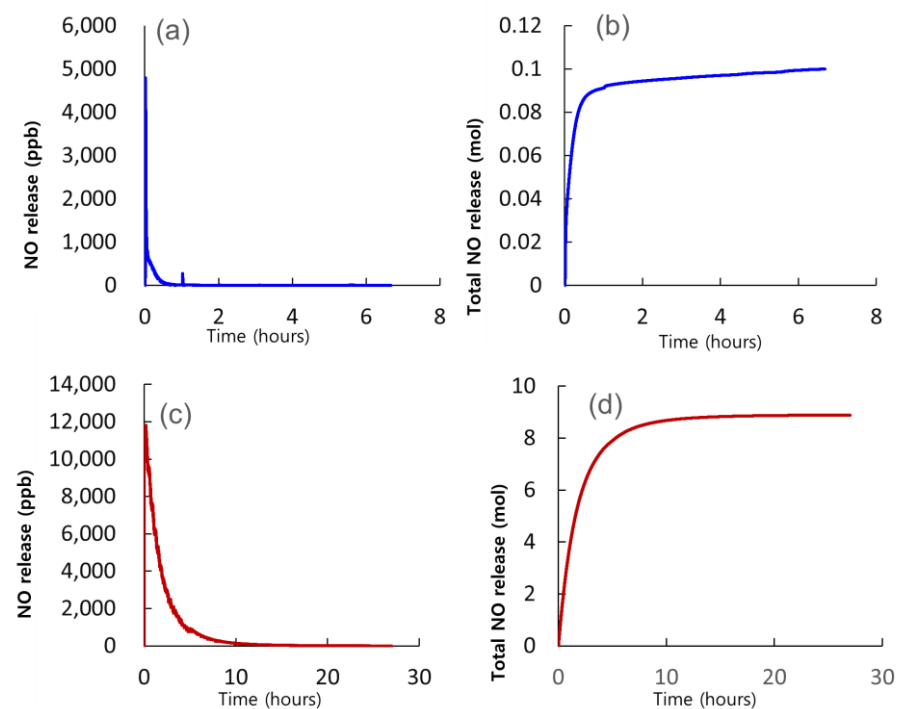 (a)
NO release (ppb)
6,000
5,000
4,000
3,000
2,000
1,000
0
0 2 4 6 8
Time (hours)
(b)
Total NO release (mol)
0.12
0.1
0.08
0.06
0.04
0.02
0
0 2 4 6 8
Time (hours)
(c)
NO release (ppb)
14,000
12,000
10,000
8,000
6,000
4,000
2,000
0
0 10 20 30
Time (hours)
(d)
Total NO release (mol)
10
8
6
4
2
0
0 10 20 30
Time (hours)